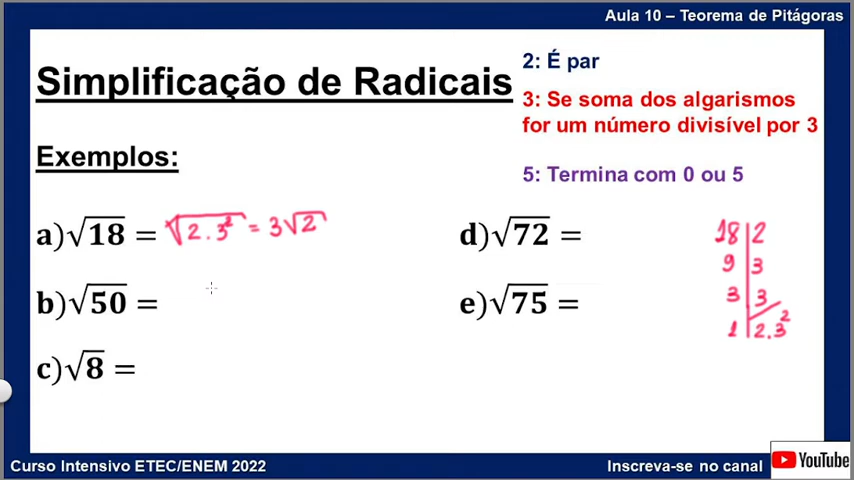 Aula 10 – Teorema de Pitágoras
Simplificação de Radicais
2: É par
3: Se soma dos algarismos
for um número divisível por 3
5: Termina com 0 ou 5
Exemplos:
a)√18 = √2.3² = 3√2
b)√50 =
c)√8 =
d)√72 =
e)√75 =
18|2
9|3
3|3
1|2.3²
Curso Intensivo ETEC/ENEM 2022
Inscreva-se no canal
YouTube